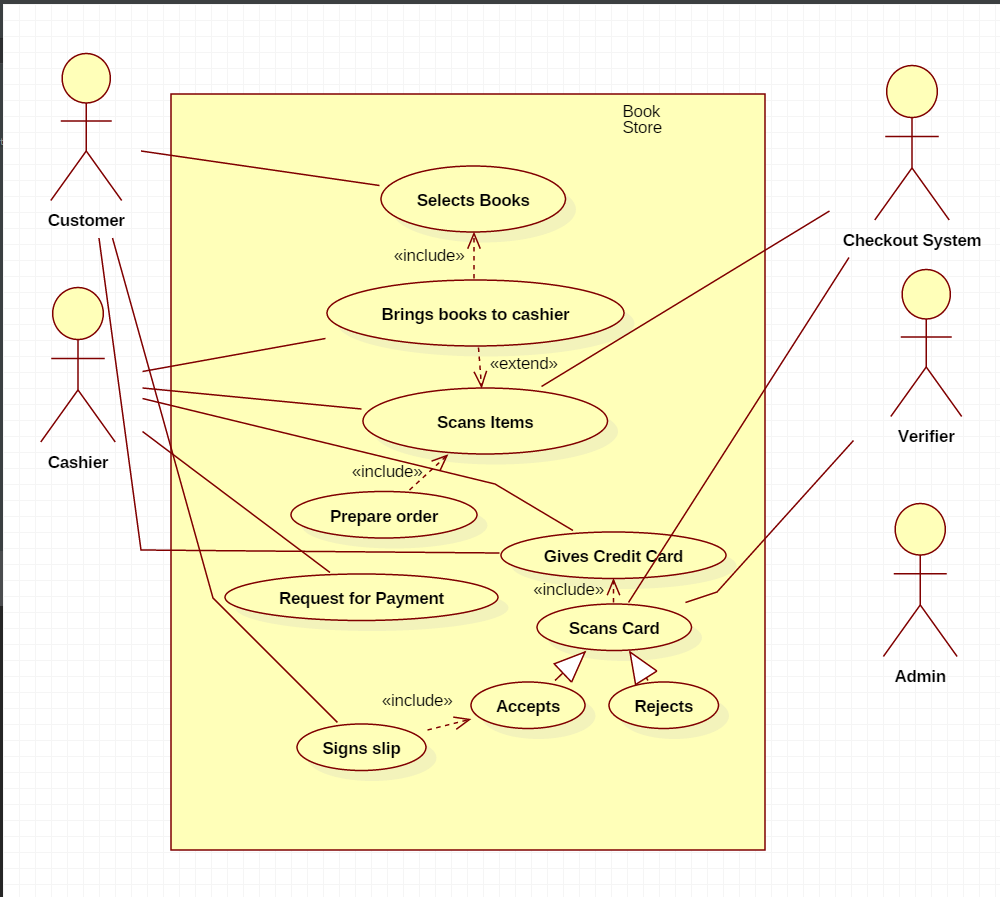 Book
Store
Customer
Selects Books
Checkout System
«include»
Brings books to cashier
«extend»
Scans Items
Verifier
Cashier
«include»
Prepare order
Gives Credit Card
«include»
Request for Payment
Scans Card
Admin
«include»
Accepts
Rejects
Signs slip